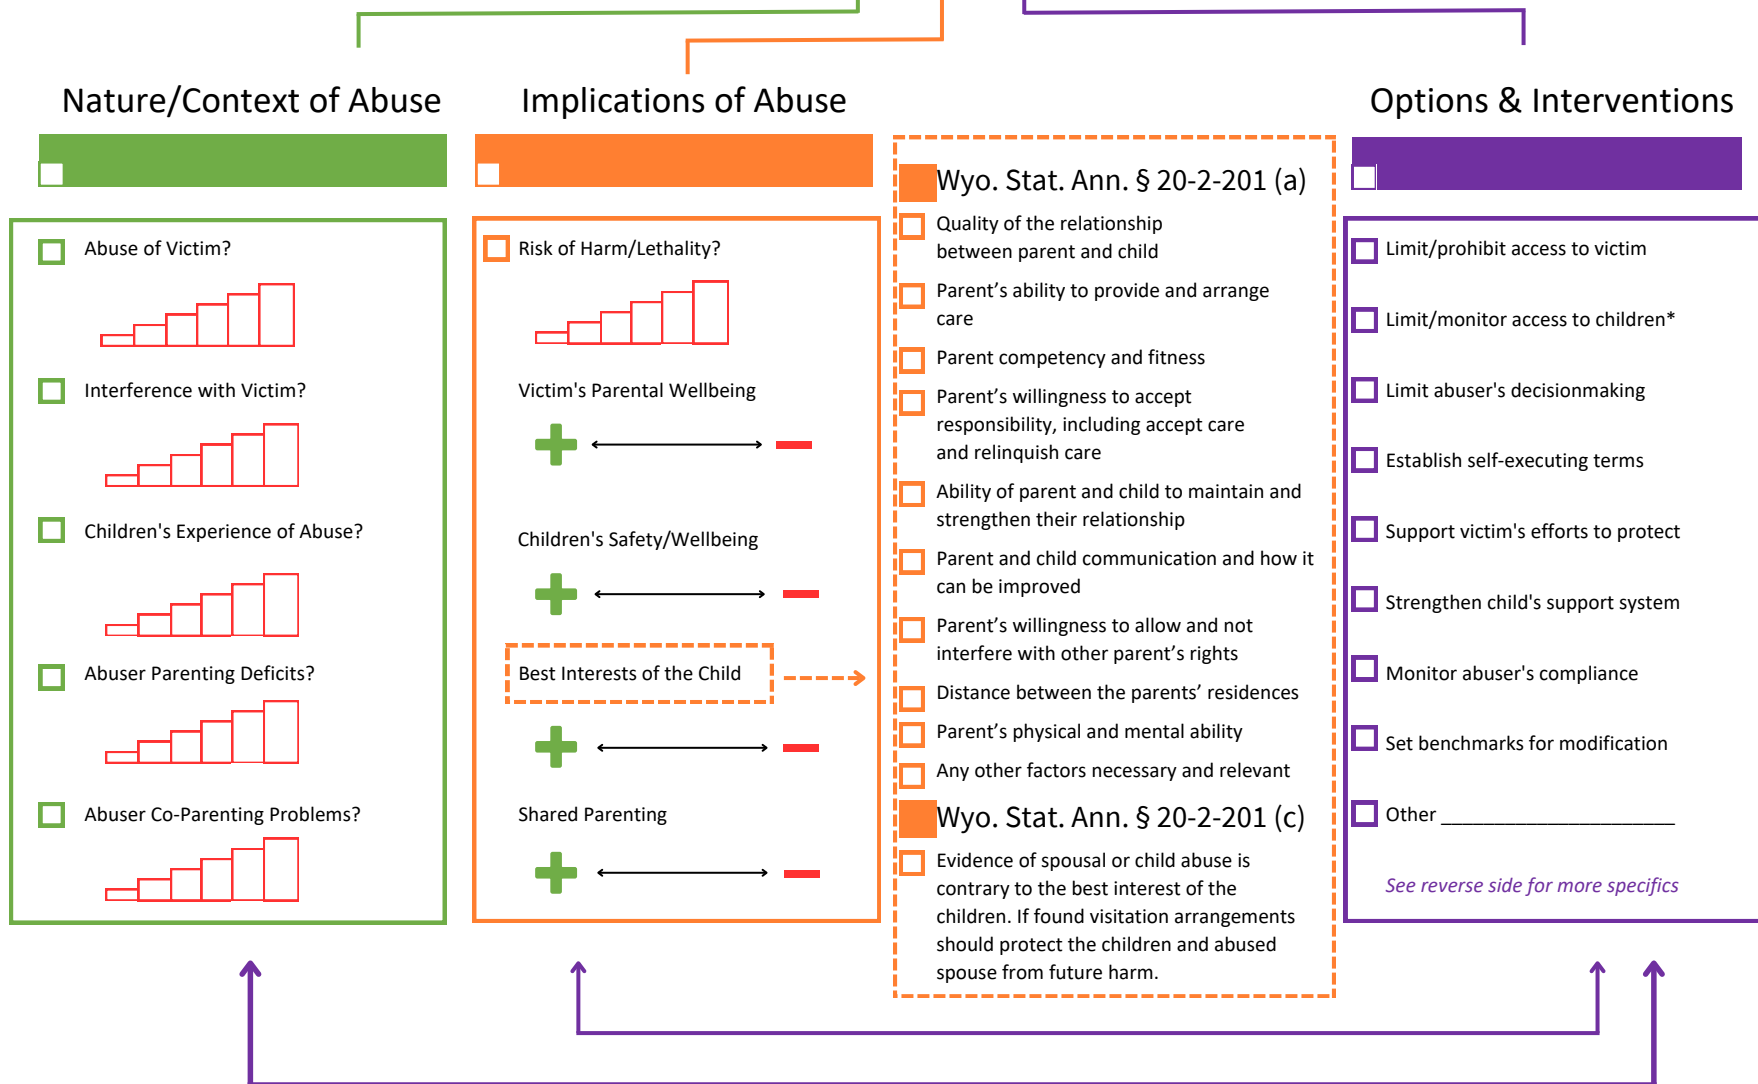 Nature/Context of Abuse
Abuse of Victim?
Interference with Victim?
Children's Experience of Abuse?
Abuser Parenting Deficits?
Abuser Co-Parenting Problems?
Implications of Abuse
Risk of Harm/Lethality?
Victim's Parental Wellbeing
Children's Safety/Wellbeing
Best Interests of the Child
Shared Parenting
Wyo. Stat. Ann. § 20-2-201 (a)
Quality of the relationship
between parent and child
Parent’s ability to provide and arrange
care
Parent competency and fitness
Parent’s willingness to accept
responsibility, including accept care
and relinquish care
Ability of parent and child to maintain and
strengthen their relationship
Parent and child communication and how it
can be improved
Parent’s willingness to allow and not
interfere with other parent’s rights
Distance between the parents’ residences
Parent’s physical and mental ability
Any other factors necessary and relevant
Wyo. Stat. Ann. § 20-2-201 (c)
Evidence of spousal or child abuse is
contrary to the best interest of the
children. If found visitation arrangements
should protect the children and abused
spouse from future harm.
Options & Interventions
Limit/prohibit access to victim
Limit/monitor access to children*
Limit abuser's decisionmaking
Establish self-executing terms
Support victim's efforts to protect
Strengthen child's support system
Monitor abuser's compliance
Set benchmarks for modification
Other ______________________
See reverse side for more specifics